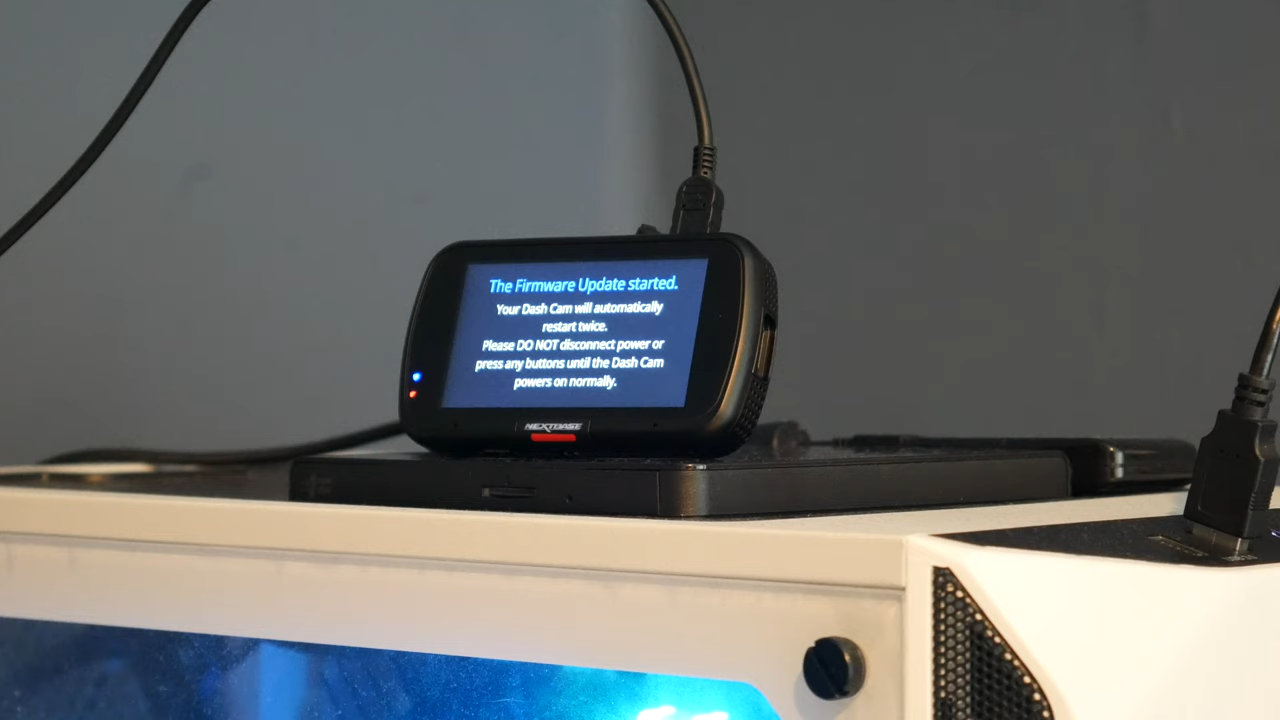 The Firmware Update started.
Your Dash Cam will automatically
restart twice.
Please DO NOT disconnect power or
press any buttons until the Dash Cam
powers on normally.
NEXTBASE